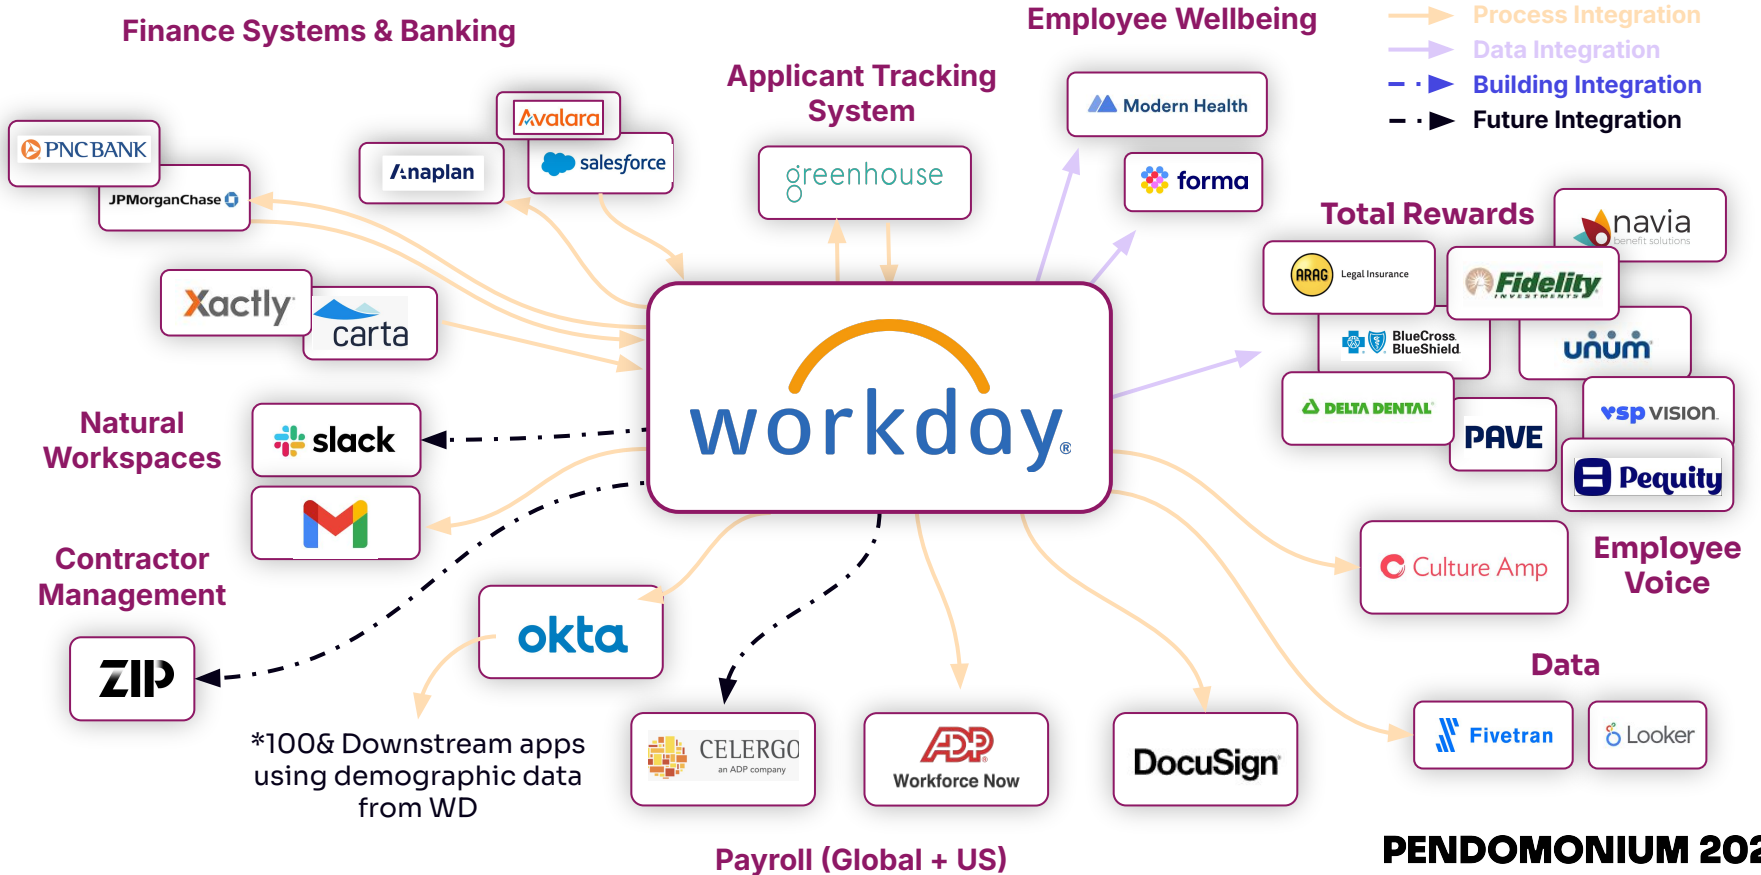 Finance Systems & Banking
Employee Wellbeing
Process Integration
Data Integration
Building Integration
Future Integration
Applicant Tracking
System
Modern Health
Avalara
PNCBANK
Anaplan
salesforce
greenhouse
forma
JPMorganChase
Total Rewards
navia
benefit solutions
ARAG
Legal Insurance
Fidelity
INVESTMENTS
Xactly
carta
BlueCross
BlueShield
unum
workday®
DELTA DENTAL
PAVE
vsp VISION
Natural
Workspaces
slack
Pequity
Contractor
Management
Culture Amp
Employee
Voice
okta
ZIP
Data
Fivetran
Looker
*100& Downstream apps
using demographic data
from WD
CELERGO
an ADP company
ADP
Workforce Now
DocuSign
Payroll (Global + US)
PENDOMONIUM 202